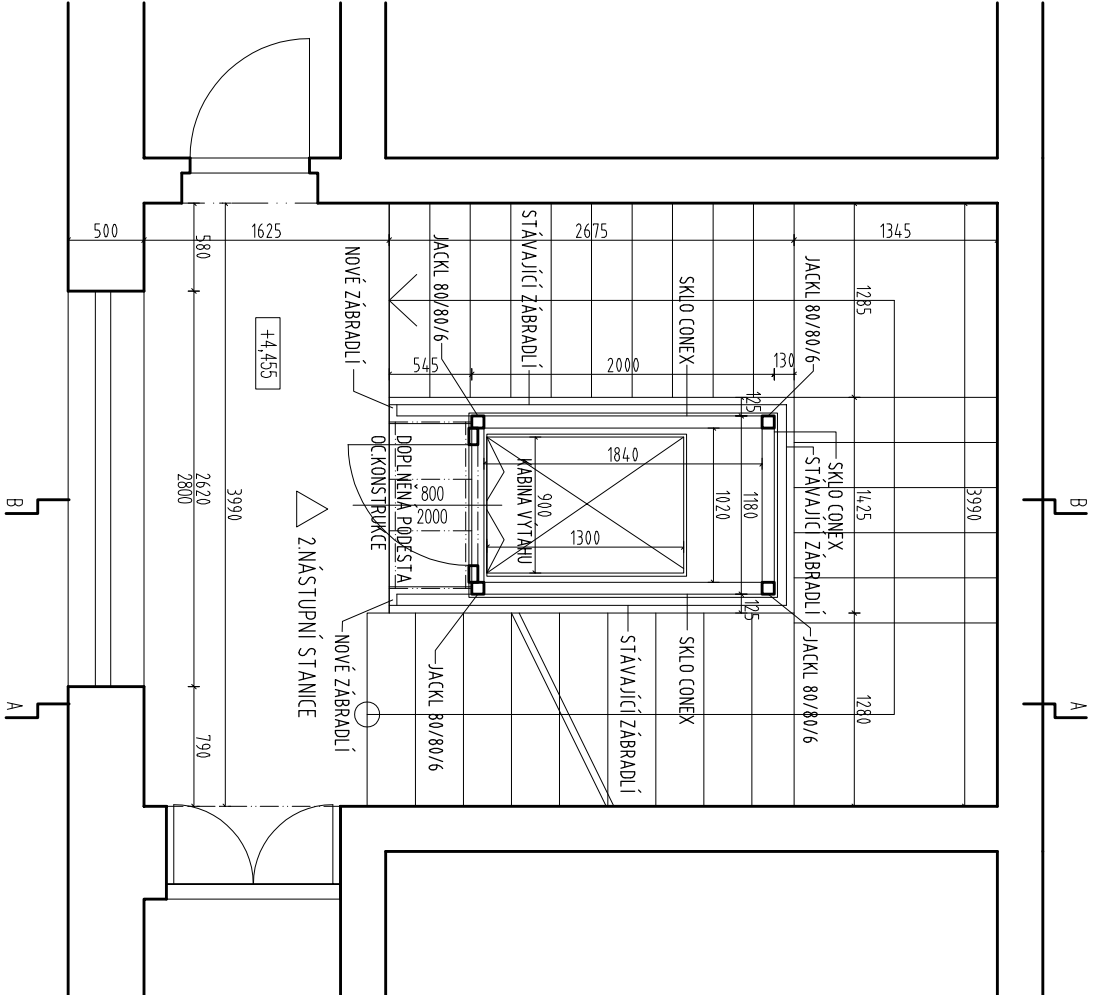 500
1625
2675
1345
580
3990
2620
2800
790
+4,455
2.NÁSTUPNÍ STANICE
NOVÉ ZÁBRADLÍ
JACKL 80/80/6
STÁVAJÍCÍ ZÁBRADLÍ
SKLO CONEX
JACKL 80/80/6
1285
545
2000
130
125
DOPLNĚNÁ PODESTA
OC.KONSTRUKCE
800
2000
KABINA VÝTAHU
900
1840
1300
1020
1180
SKLO CONEX
STÁVAJÍCÍ ZÁBRADLÍ
1425
3990
125
NOVÉ ZÁBRADLÍ
JACKL 80/80/6
STÁVAJÍCÍ ZÁBRADLÍ
SKLO CONEX
JACKL 80/80/6
1280
B
B
A
A